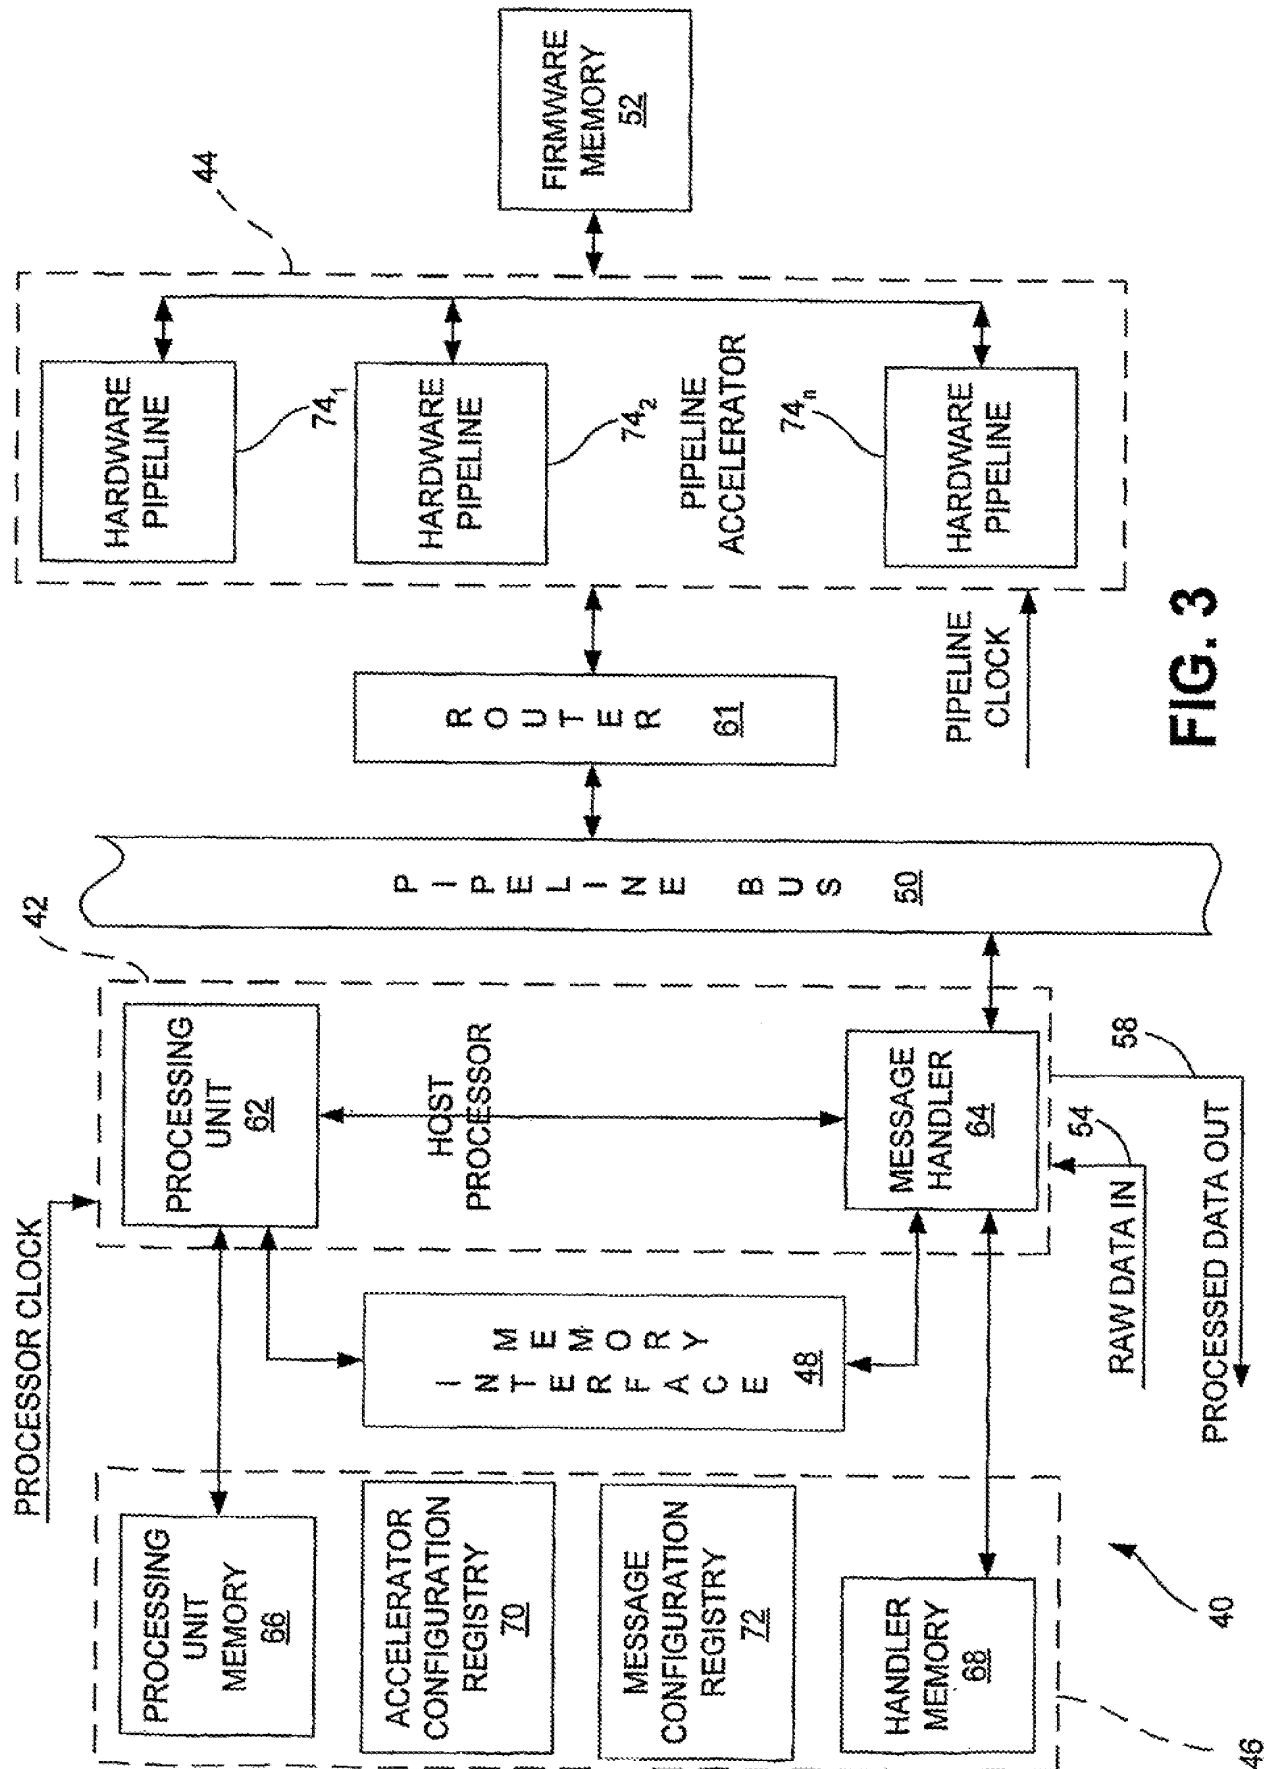 PROCESSOR CLOCK
42
44
PROCESSING
UNIT
MEMORY
66
ACCELERATOR
CONFIGURATION
REGISTRY
70
MESSAGE
CONFIGURATION
REGISTRY
72
HANDLER
MEMORY
68
46
40
MEMORY
INTERFACE
48
PROCESSING
UNIT
62
HOST
PROCESSOR
MESSAGE
HANDLER
64
RAW DATA IN
54
PROCESSED DATA OUT
58
PIPELINE BUS
50
ROUTER
61
PIPELINE
CLOCK
HARDWARE
PIPELINE
74₁
HARDWARE
PIPELINE
74₂
PIPELINE
ACCELERATOR
HARDWARE
PIPELINE
74ₙ
FIRMWARE
MEMORY
52
FIG. 3